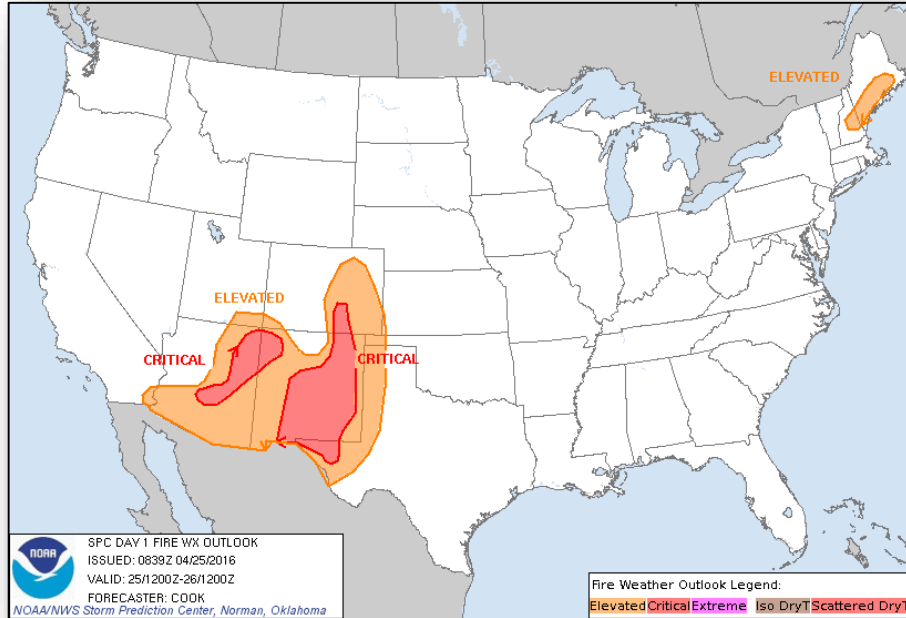 ELEVATED
ELEVATED
CRITICAL
CRITICAL
NOAA
SPC DAY 1 FIRE WX OUTLOOK
ISSUED: 0839Z 04/25/2016
VALID: 25/1200Z-26/1200Z
FORECASTER: COOK
NOAA/NWS Storm Prediction Center, Norman, Oklahoma
Fire Weather Outlook Legend:
Elevated Critical Extreme Iso DryT Scattered DryT